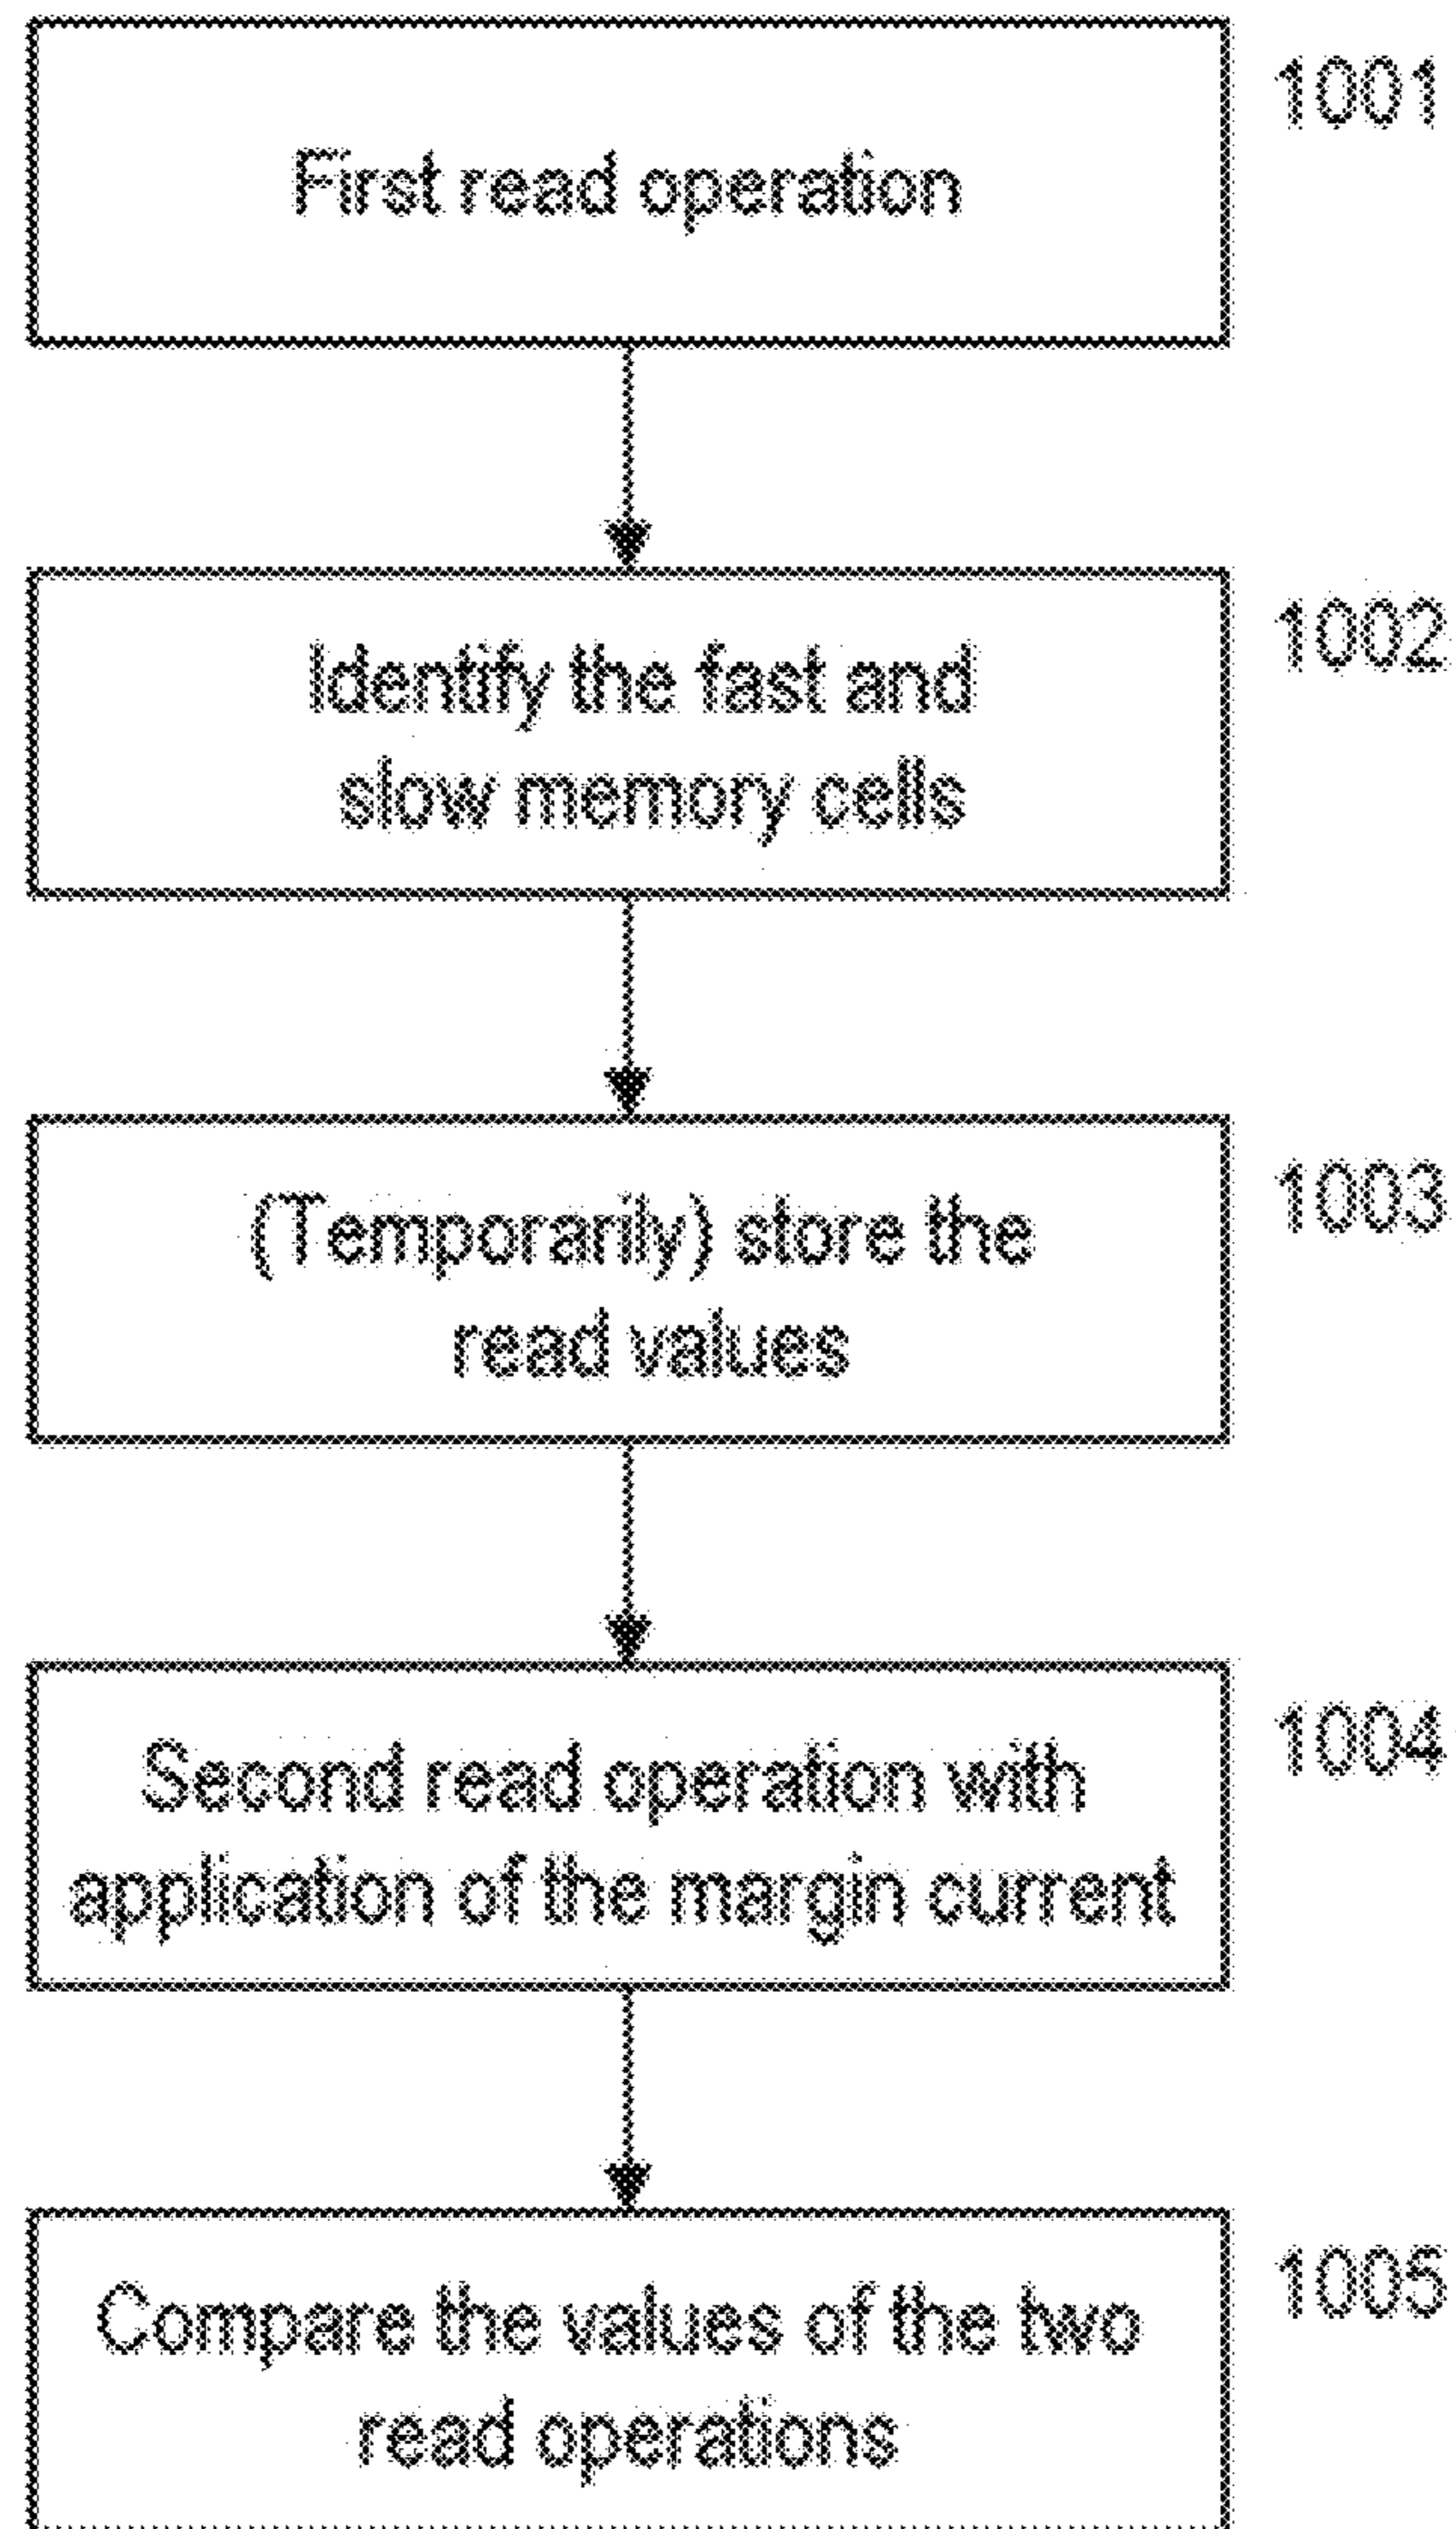 1001
First read operation
1002
Identify the fast and
slow memory cells
1003
(Temporarily) store the
read values
1004
Second read operation with
application of the margin current
1005
Compare the values of the two
read operations